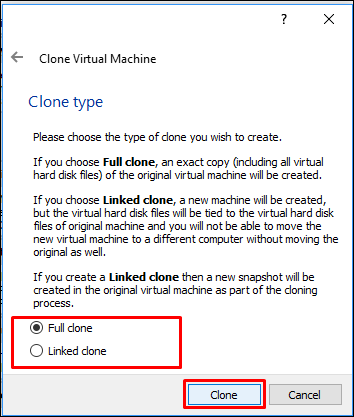 ?
Clone Virtual Machine
Clone type
Please choose the type of clone you wish to create.
If you choose Full clone, an exact copy (including all virtual
hard disk files) of the original virtual machine will be created.
If you choose Linked clone, a new machine will be created,
but the virtual hard disk files will be tied to the virtual hard disk
files of original machine and you will not be able to move the
new virtual machine to a different computer without moving the
original as well.
If you create a Linked clone then a new snapshot will be
created in the original virtual machine as part of the cloning
process.
Full clone
Linked clone
Clone Cancel